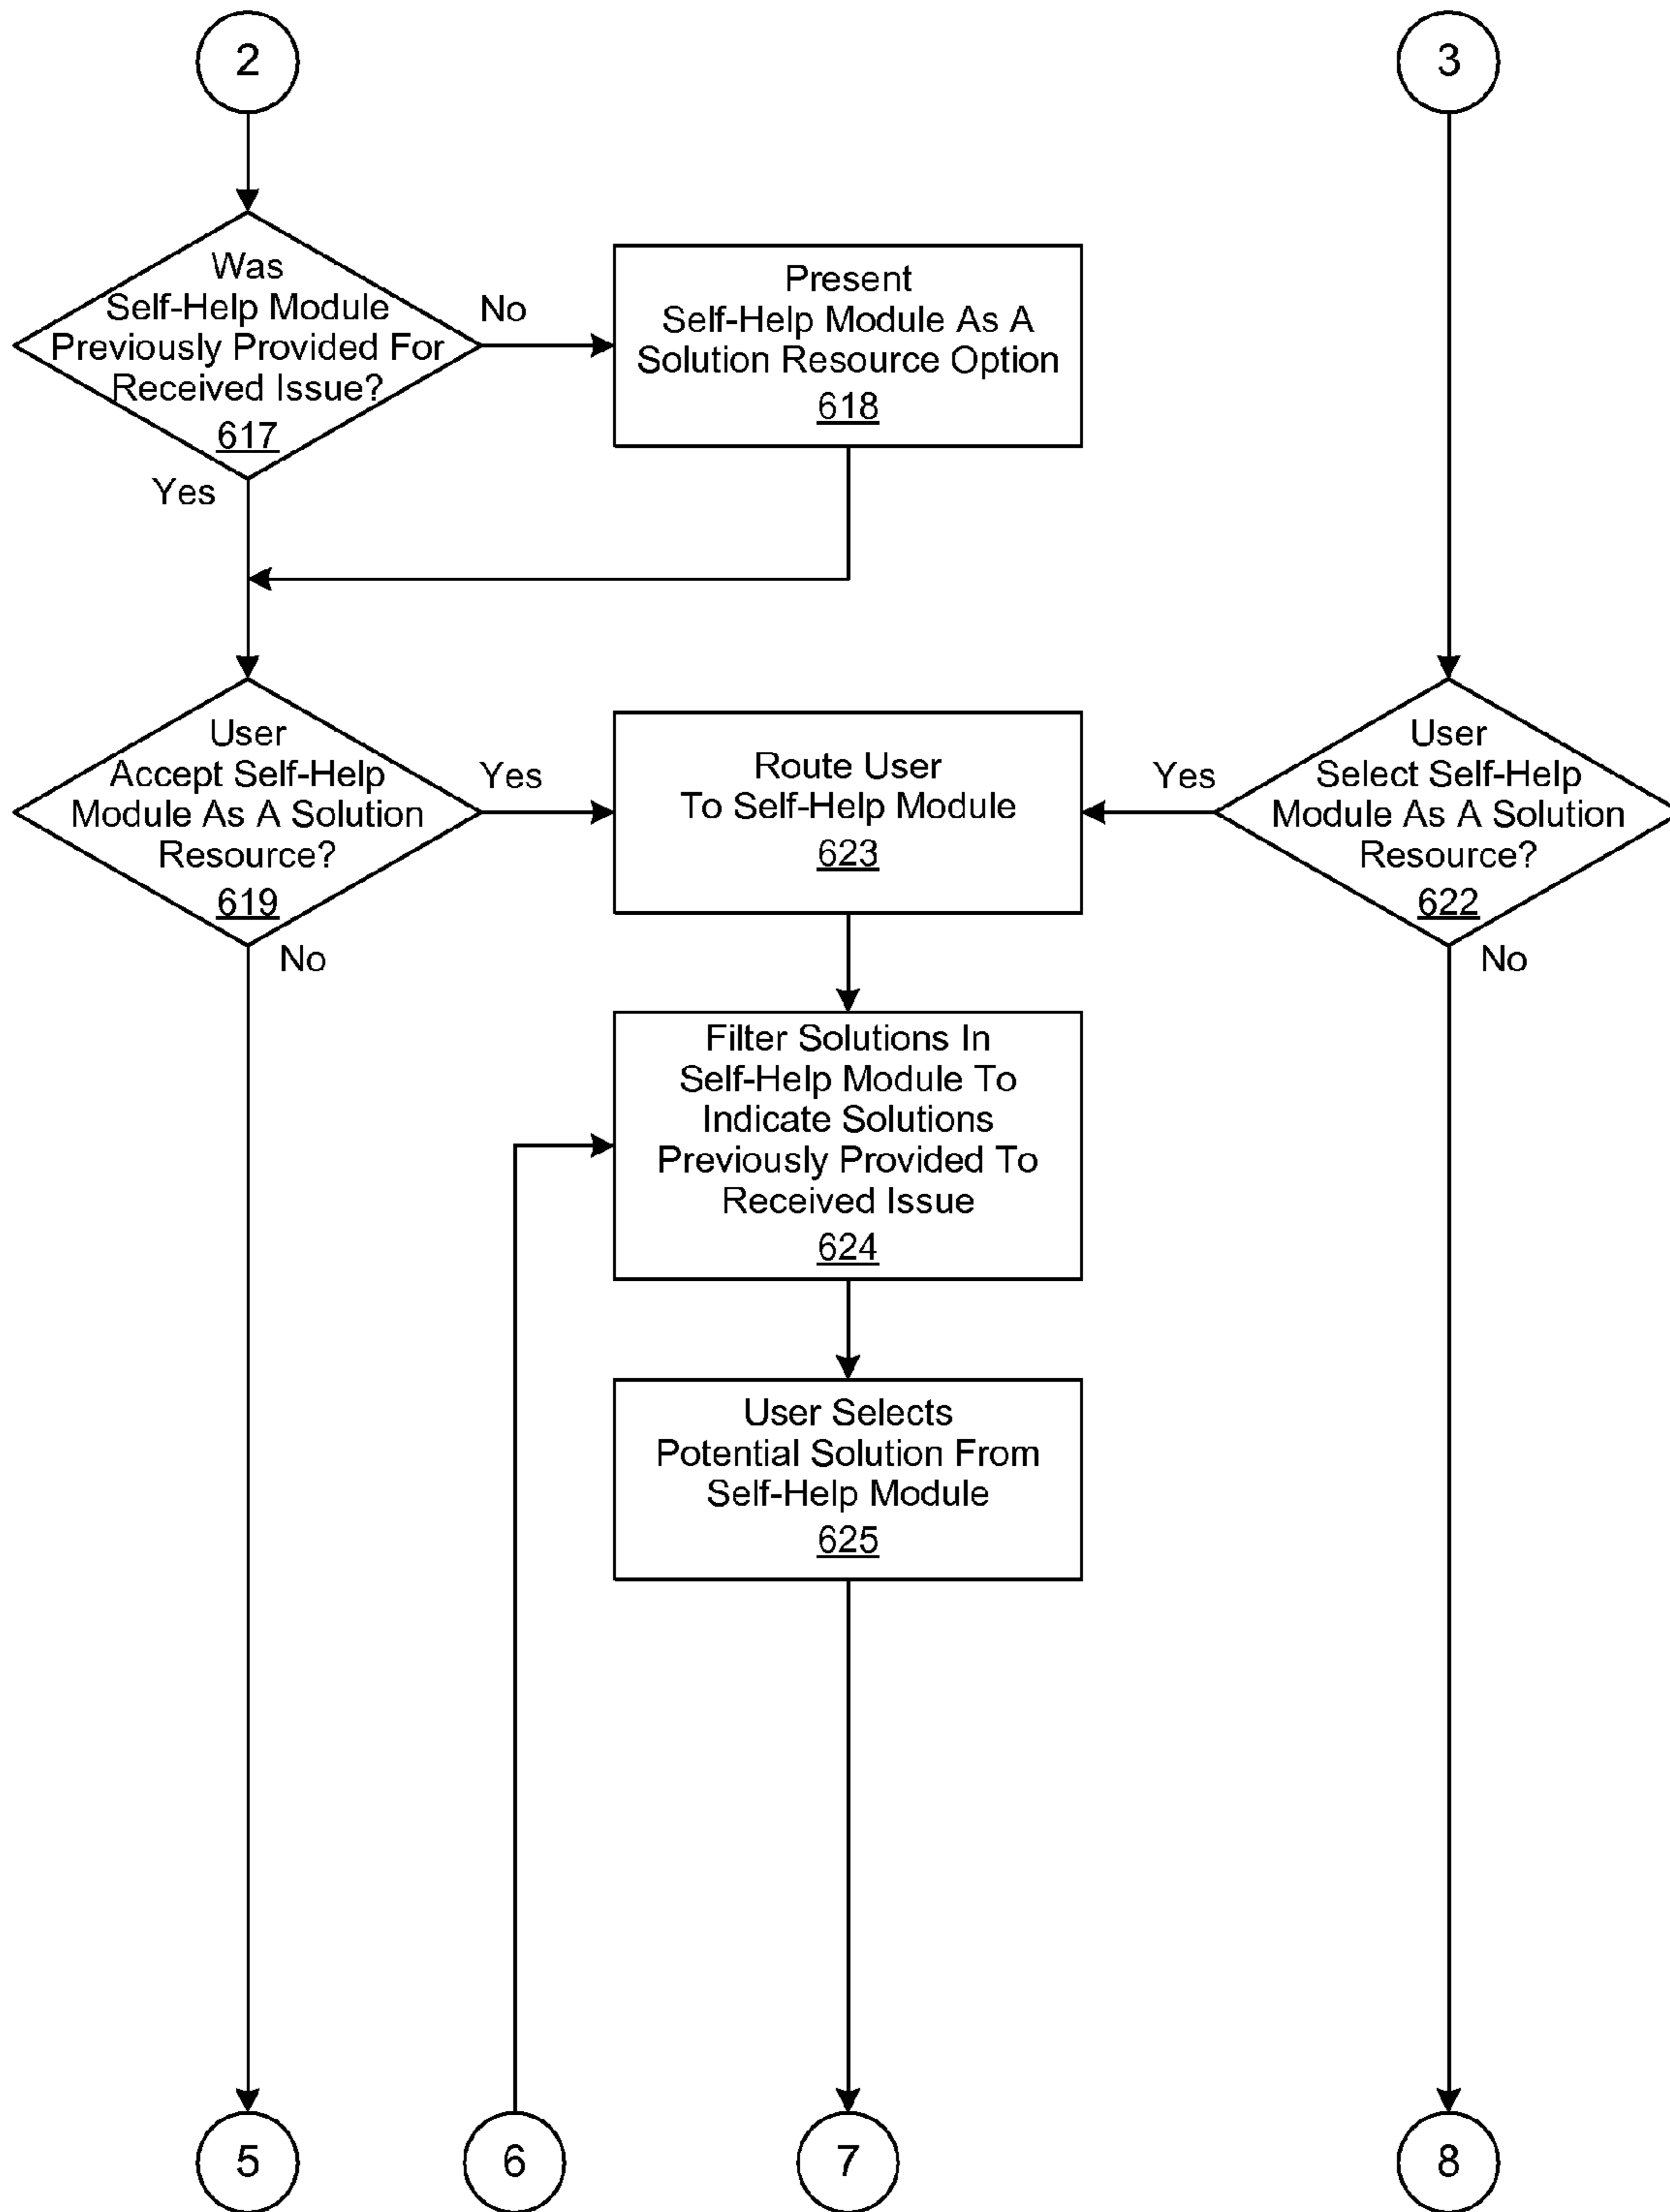 2
3
Was
Self-Help Module
Previously Provided For
Received Issue?
617
No
Yes
Present
Self-Help Module As A
Solution Resource Option
618
User
Accept Self-Help
Module As A Solution
Resource?
619
Yes
No
Route User
To Self-Help Module
623
Yes
User
Select Self-Help
Module As A Solution
Resource?
622
No
Filter Solutions In
Self-Help Module To
Indicate Solutions
Previously Provided To
Received Issue
624
User Selects
Potential Solution From
Self-Help Module
625
5
6
7
8